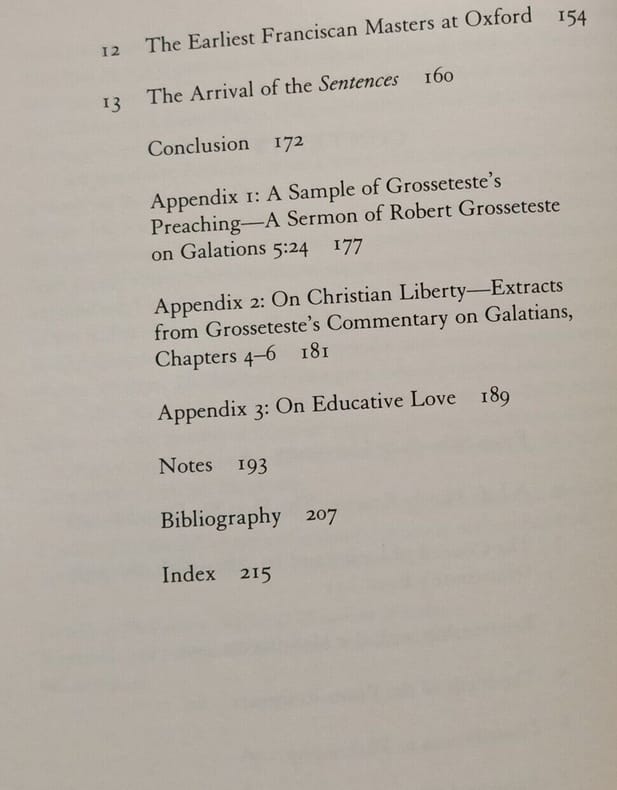 12 The Earliest Franciscan Masters at Oxford 154
13 The Arrival of the Sentences 160
Conclusion 172
Appendix 1: A Sample of Grosseteste's
Preaching—A Sermon of Robert Grosseteste
on Galations 5:24 177
Appendix 2: On Christian Liberty—Extracts
from Grosseteste's Commentary on Galatians,
Chapters 4–6 181
Appendix 3: On Educative Love 189
Notes 193
Bibliography 207
Index 215